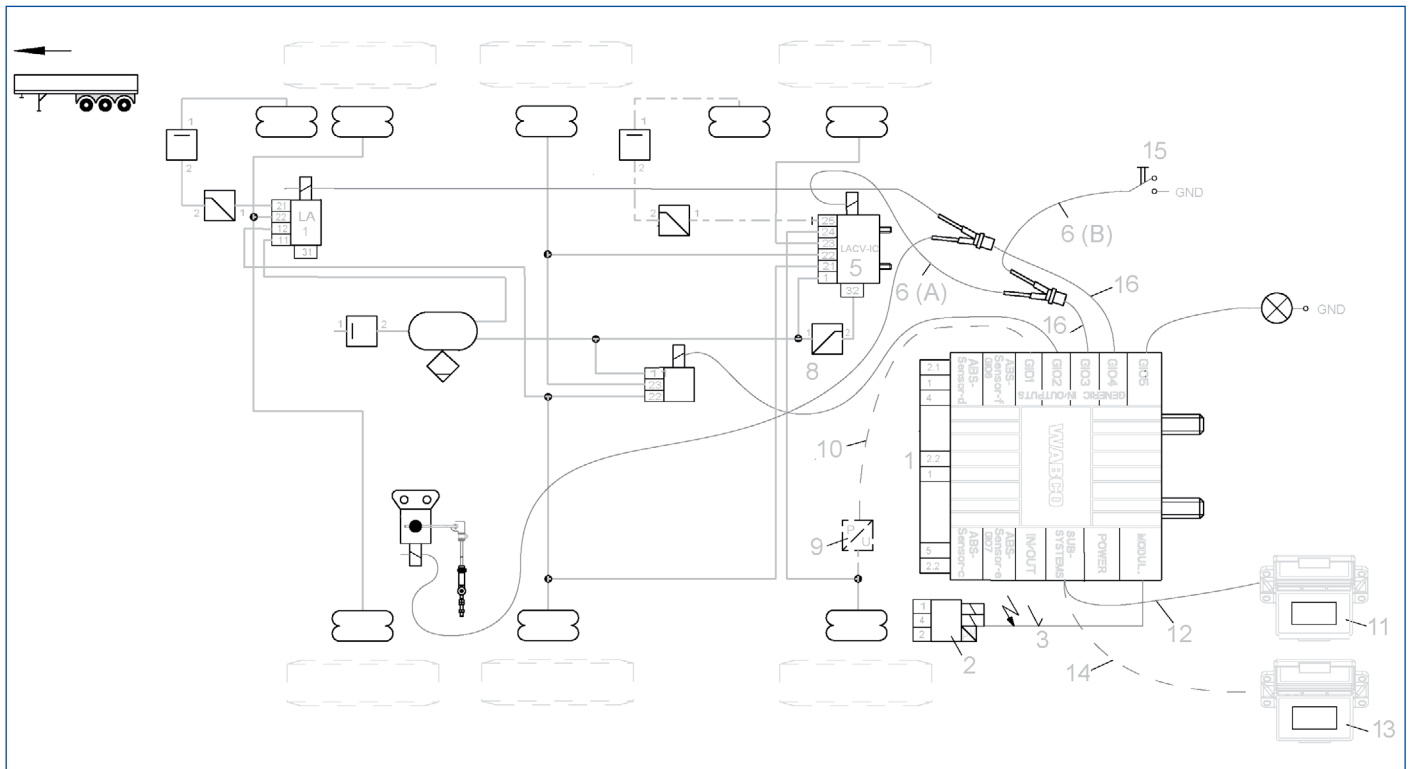 15
GND
1
2
2
1
21
22
12
11
LA
1
31
1
2
2
1
25
24
23
22
21
1
LACV-IC
5
32
6 (A)
6 (B)
16
16
GND
1
2
1
2
8
1
23
22
2.1
1
4
2.2
1
5
2.2
1
ABS-
Sensor-d
ABS-
Sensor-f
GIO6
GIO1
GIO2
GIO3
GIO4
GIO5
GENERIC IN/OUTPUTS
WABCO
ABS-
Sensor-c
ABS-
Sensor-e
GIO7
IN/OUT
SUB-
SYSTEMS
POWER
MODUL.
10
P
U
9
1
4
2
2
3
12
11
14
13